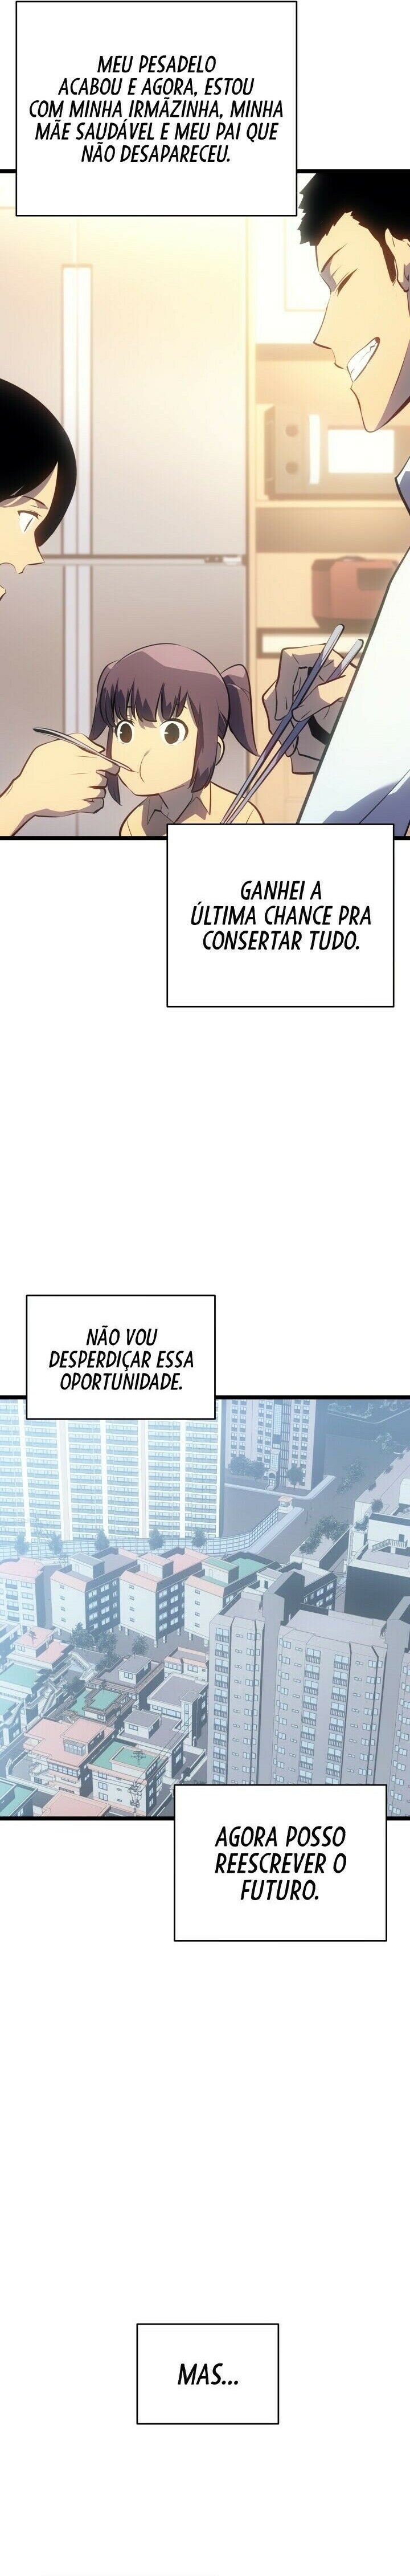 MEU PESADELO
ACABOU E AGORA, ESTOU
COM MINHA IRMÃZINHA, MINHA
MÃE SAUDÁVEL E MEU PAI QUE
NÃO DESAPARECEU.
GANHEI A
ÚLTIMA CHANCE PRA
CONSERTAR TUDO.
NÃO VOU
DESPERDIÇAR ESSA
OPORTUNIDADE.
AGORA POSSO
REESCREVER O
FUTURO.
MAS...